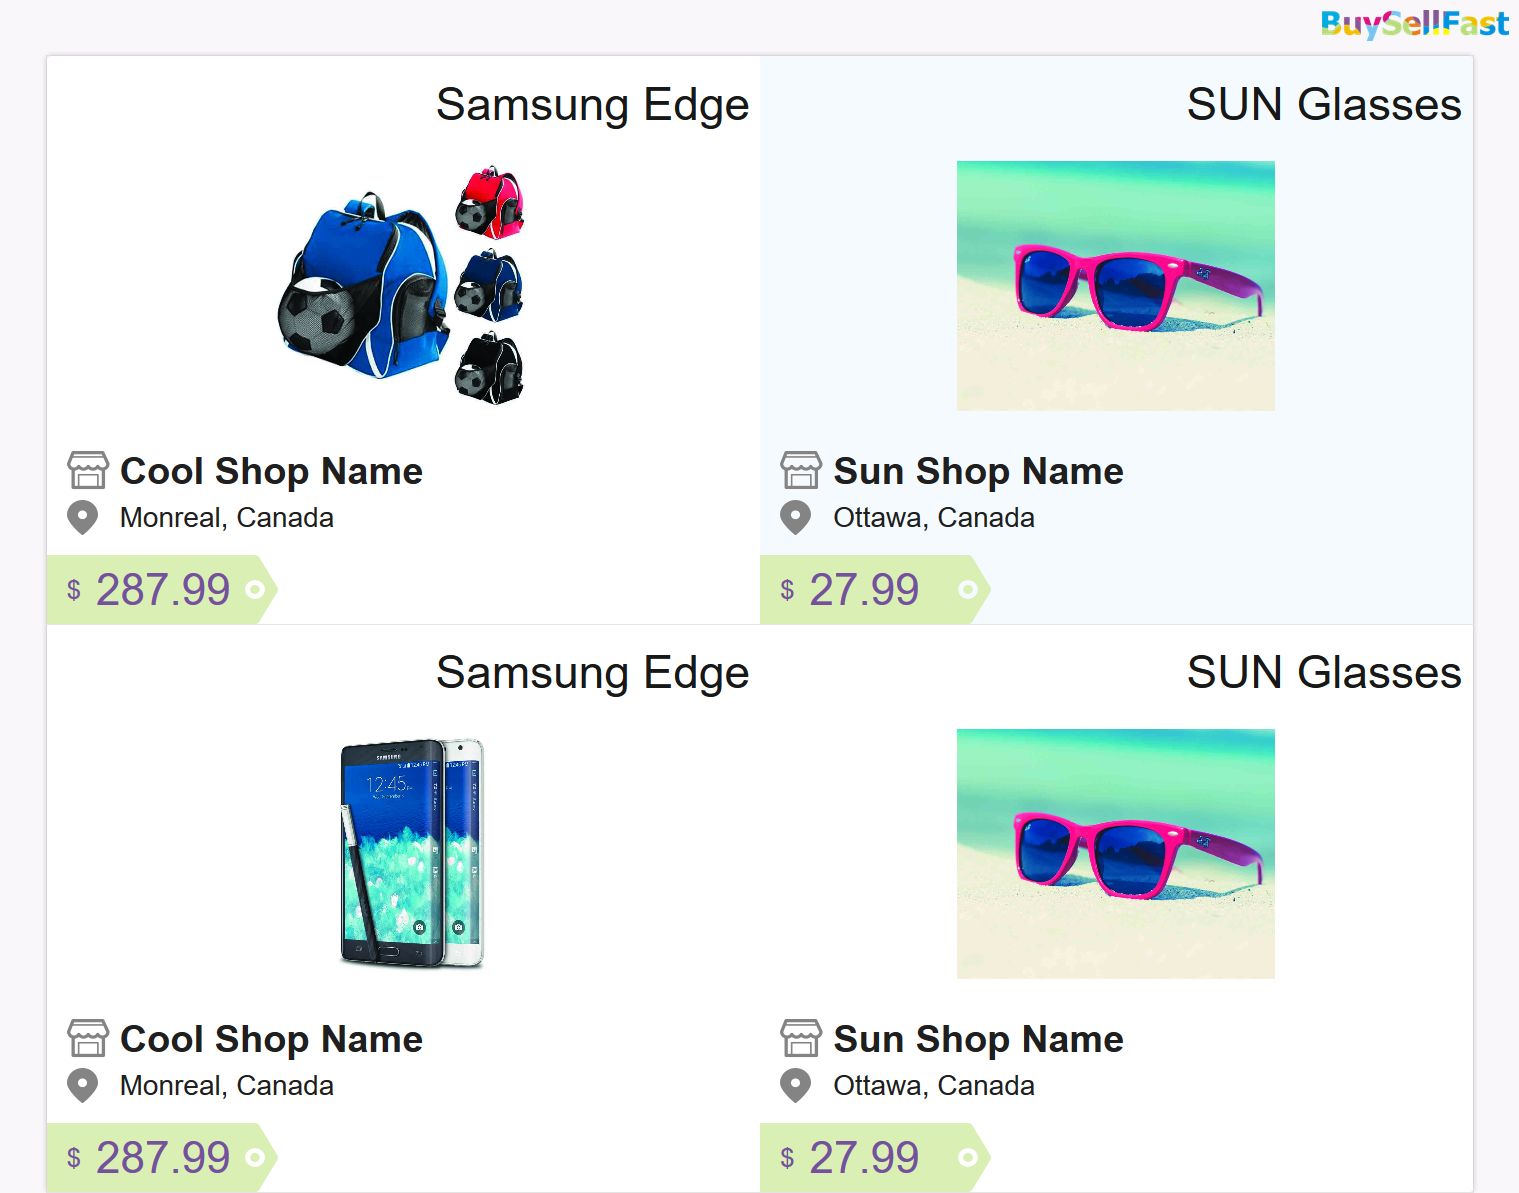 BuySellFast
Samsung Edge
Cool Shop Name
Monreal, Canada
$ 287.99
SUN Glasses
Sun Shop Name
Ottawa, Canada
$ 27.99
Samsung Edge
SAMSUNG
12:45
Cool Shop Name
Monreal, Canada
$ 287.99
SUN Glasses
Sun Shop Name
Ottawa, Canada
$ 27.99